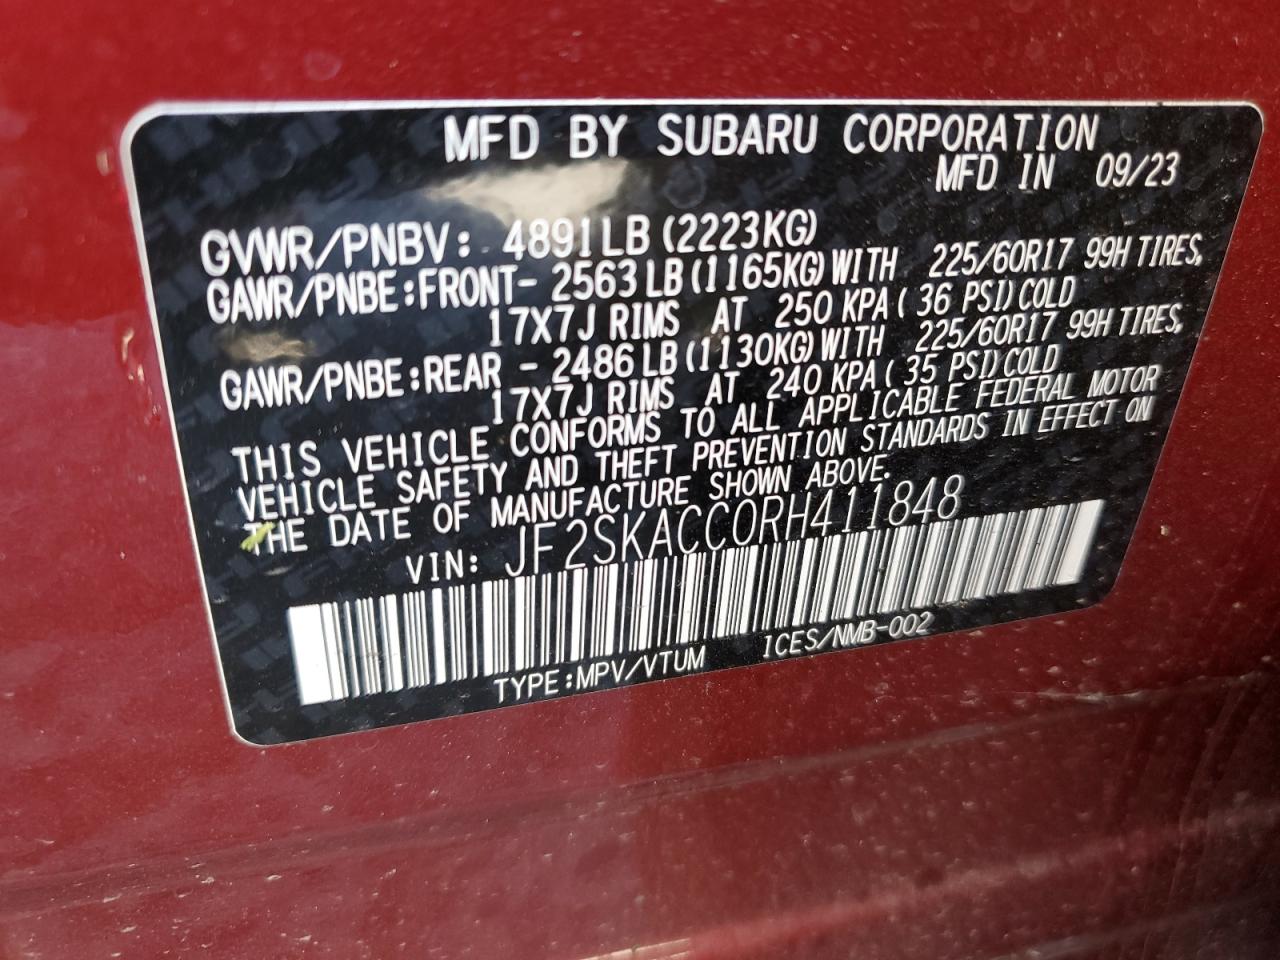 MFD BY SUBARU CORPORATION
MFD IN 09/23
GVWR/PNBV: 4891LB (2223KG)
GAWR/PNBE:FRONT- 2563 LB (1165KG) WITH 225/60R17 99H TIRES,
17X7J RIMS AT 250 KPA ( 36 PSI) COLD
GAWR/PNBE:REAR - 2486 LB (1130KG) WITH 225/60R17 99H TIRES,
17X7J RIMS AT 240 KPA ( 35 PSI) COLD
THIS VEHICLE CONFORMS TO ALL APPLICABLE FEDERAL MOTOR
VEHICLE SAFETY AND THEFT PREVENTION STANDARDS IN EFFECT ON
THE DATE OF MANUFACTURE SHOWN ABOVE.
VIN: JF2SKACC0RH411848
TYPE:MPV/VTUM ICES/NMB-002